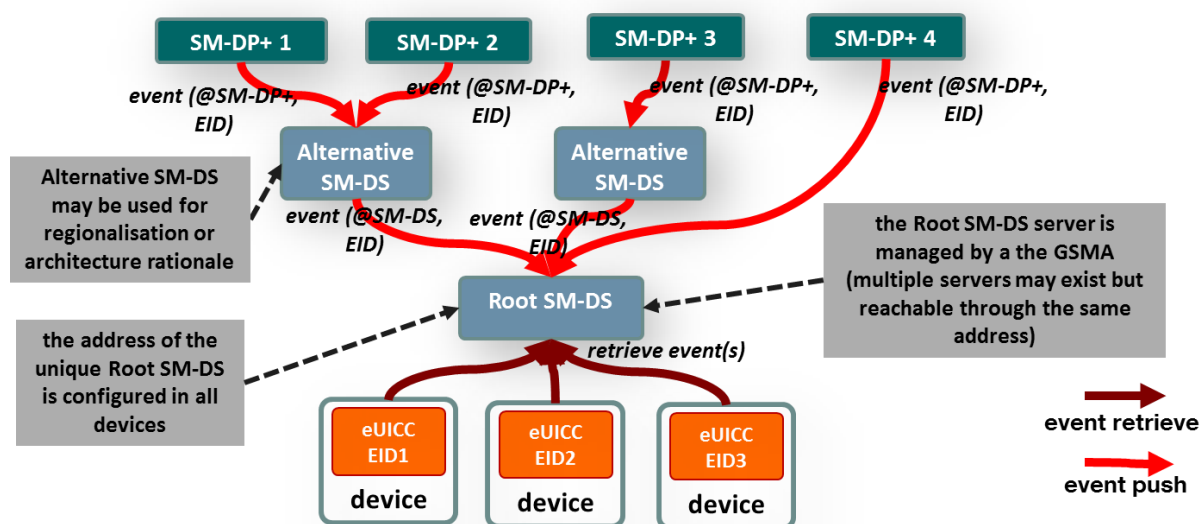 SM-DP+ 1
SM-DP+ 2
SM-DP+ 3
SM-DP+ 4
event (@SM-DP+,
EID)
event (@SM-DP+,
EID)
event (@SM-DP+,
EID)
event (@SM-DP+,
EID)
Alternative
SM-DS
Alternative
SM-DS
Alternative SM-DS
may be used for
regionalisation or
architecture rationale
event (@SM-DS,
EID)
event (@SM-DS,
EID)
the Root SM-DS server is
managed by a the GSMA
(multiple servers may exist but
reachable through the same
address)
Root SM-DS
the address of the
unique Root SM-DS
is configured in all
devices
retrieve event(s)
eUICC
EID1
device
eUICC
EID2
device
eUICC
EID3
device
event retrieve
event push